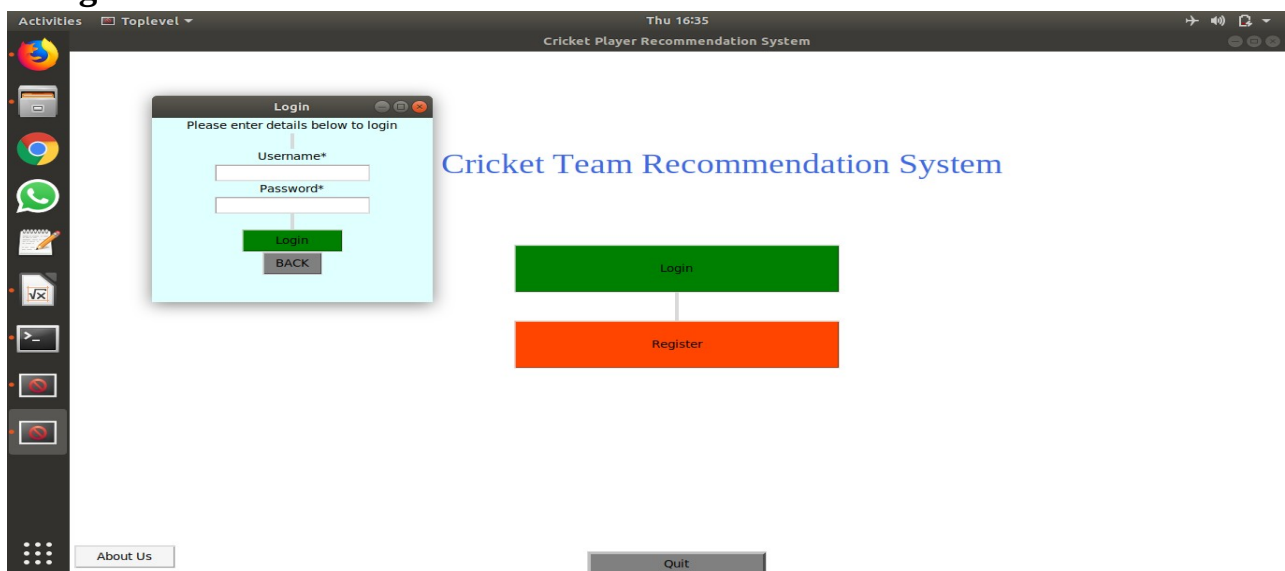 Activities Toplevel Thu 16:35
Cricket Player Recommendation System
Login
Please enter details below to login
Username*
Password*
Login
BACK
Cricket Team Recommendation System
Login
Register
About Us
Quit